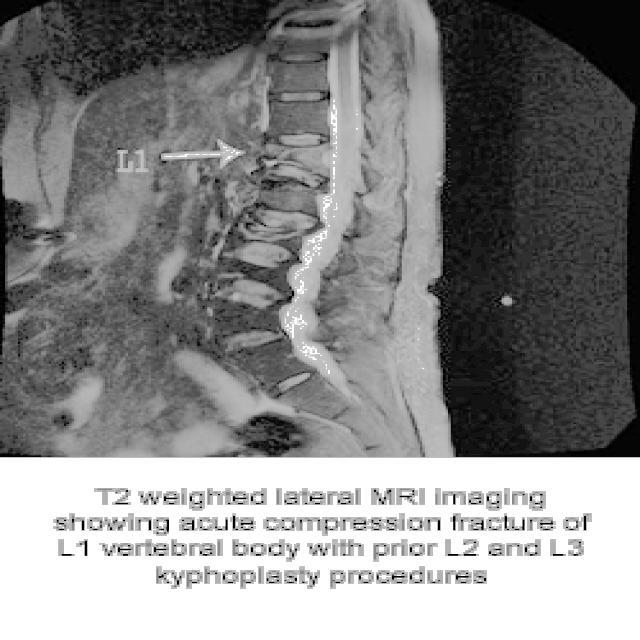 L1
T2 weighted lateral MRI imaging
showing acute compression fracture of
L1 vertebral body with prior L2 and L3
kyphoplasty procedures